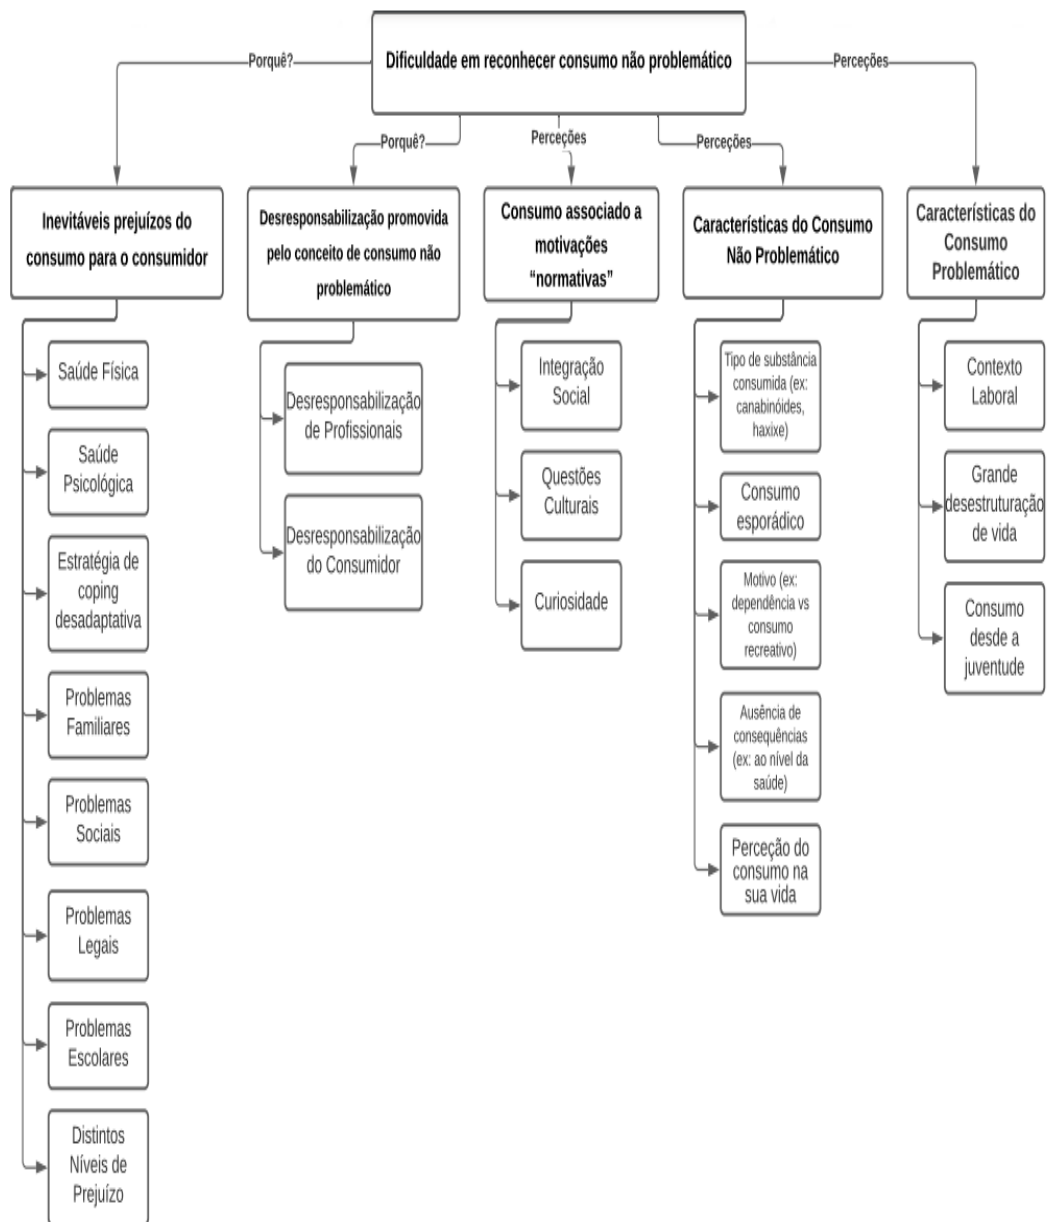 Dificuldade em reconhecer consumo não problemático
Porquê?
Perceções
Porquê?
Perceções
Perceções
Inevitáveis prejuízos do
consumo para o consumidor
Saúde Física
Saúde
Psicológica
Estratégia de
coping
desadaptativa
Problemas
Familiares
Problemas
Sociais
Problemas
Legais
Problemas
Escolares
Distintos
Níveis de
Prejuízo
Desresponsabilização promovida
pelo conceito de consumo não
problemático
Desresponsabilização
de Profissionais
Desresponsabilização
do Consumidor
Consumo associado a
motivações
“normativas”
Integração
Social
Questões
Culturais
Curiosidade
Características do Consumo
Não Problemático
Tipo de substância
consumida (ex:
canabinóides,
haxixe)
Consumo
esporádico
Motivo (ex:
dependência vs
consumo
recreativo)
Ausência de
consequências
(ex: ao nível da
saúde)
Perceção do
consumo na
sua vida
Características do
Consumo
Problemático
Contexto
Laboral
Grande
desestruturação
de vida
Consumo
desde a
juventude